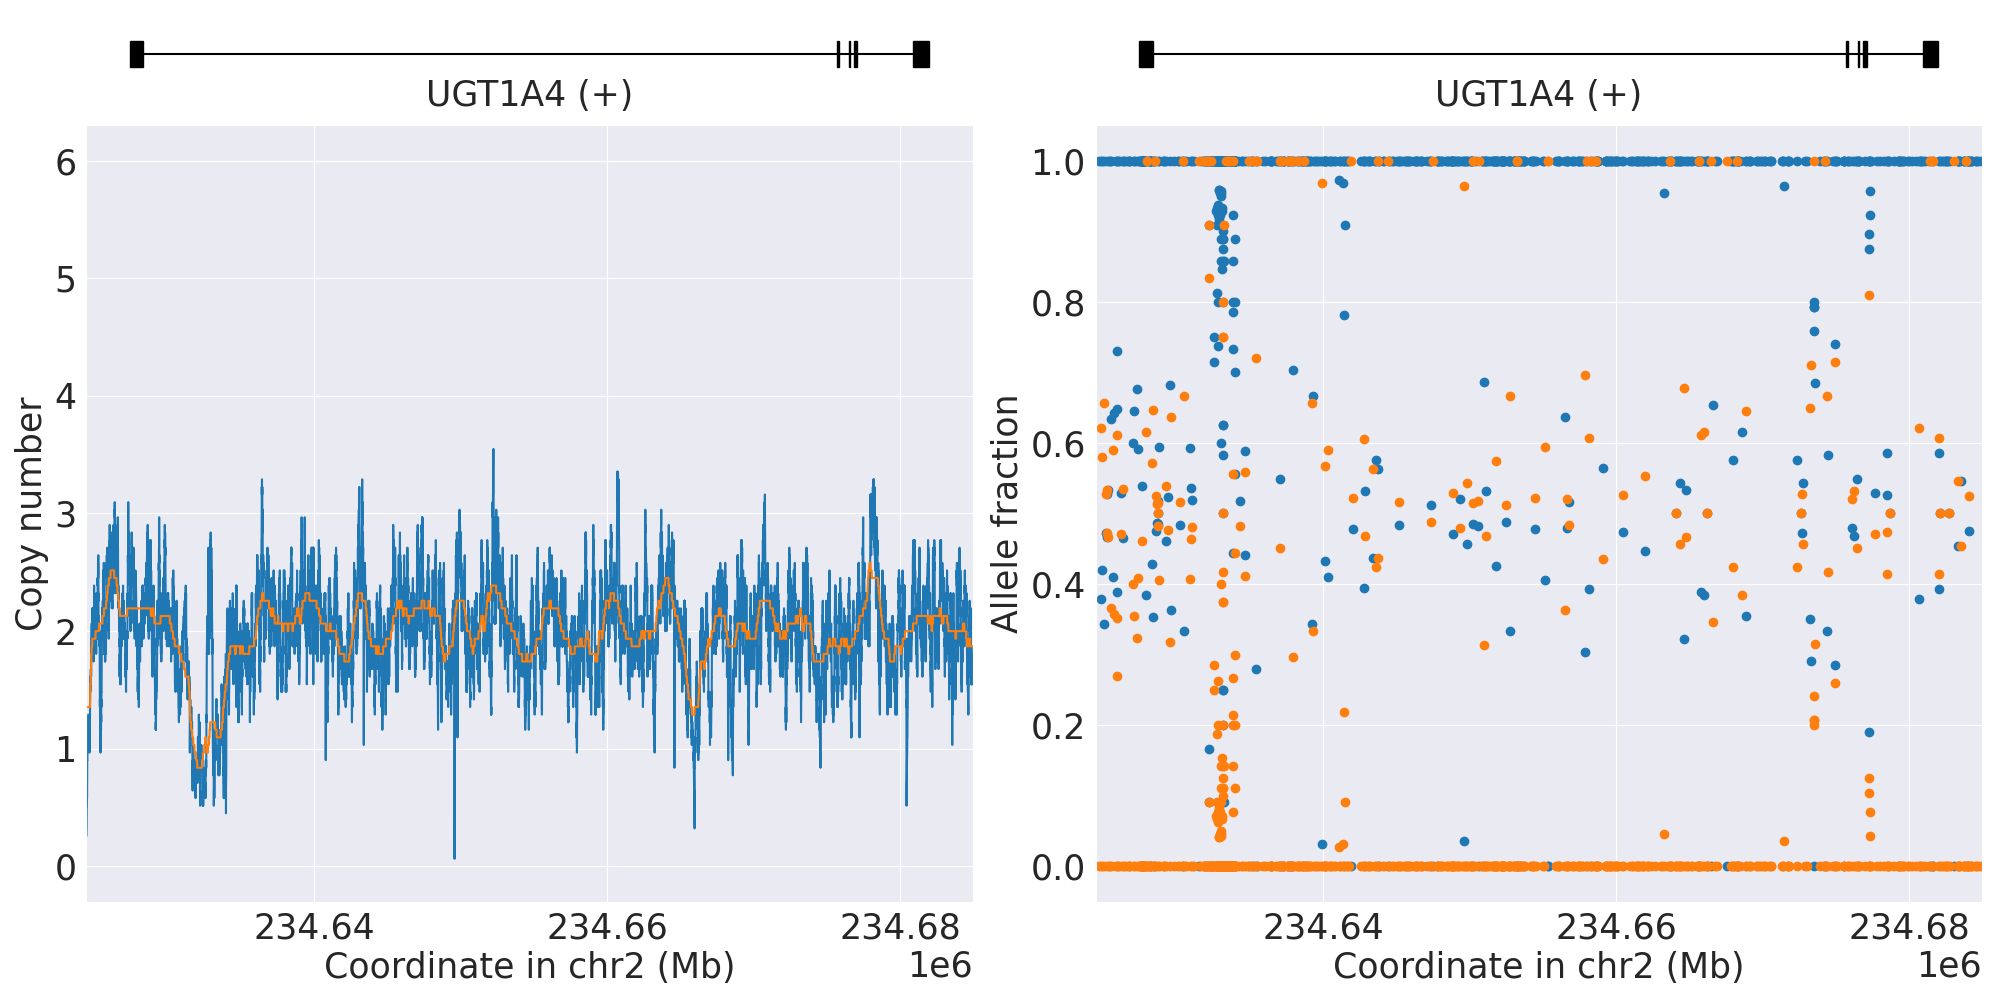 UGT1A4 (+)
6
5
4
3
2
1
0
Copy number
234.64
234.66
234.68
Coordinate in chr2 (Mb)
1e6
UGT1A4 (+)
1.0
0.8
0.6
0.4
0.2
0.0
Allele fraction
234.64
234.66
234.68
Coordinate in chr2 (Mb)
1e6